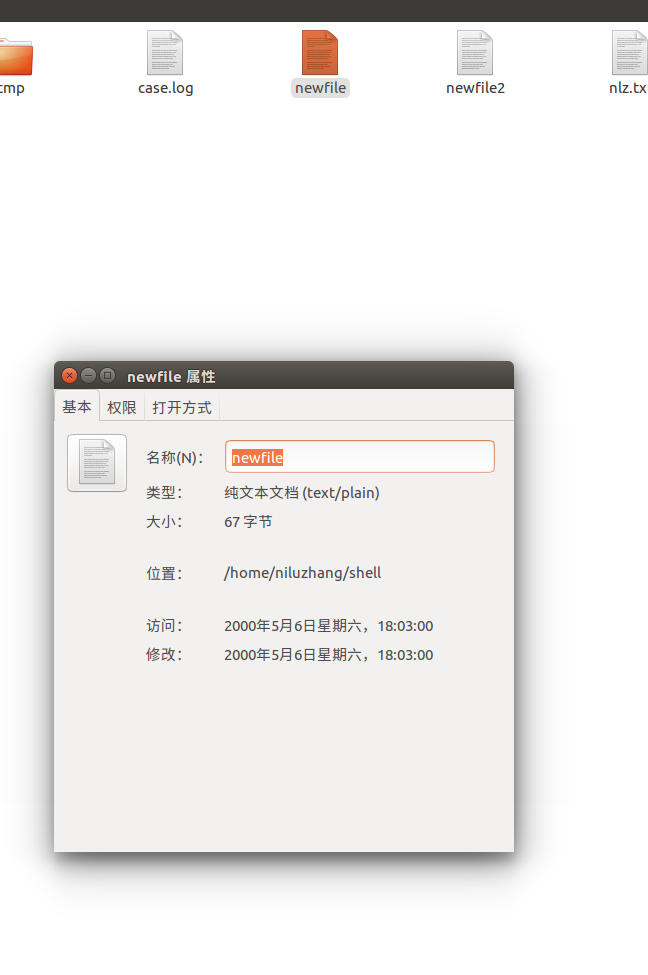 tmp
case.log
newfile
newfile2
nlz.tx
newfile 属性
基本 权限 打开方式
名称(N)： newfile
类型： 纯文本文档 (text/plain)
大小： 67 字节
位置： /home/niluzhang/shell
访问： 2000年5月6日星期六，18:03:00
修改： 2000年5月6日星期六，18:03:00